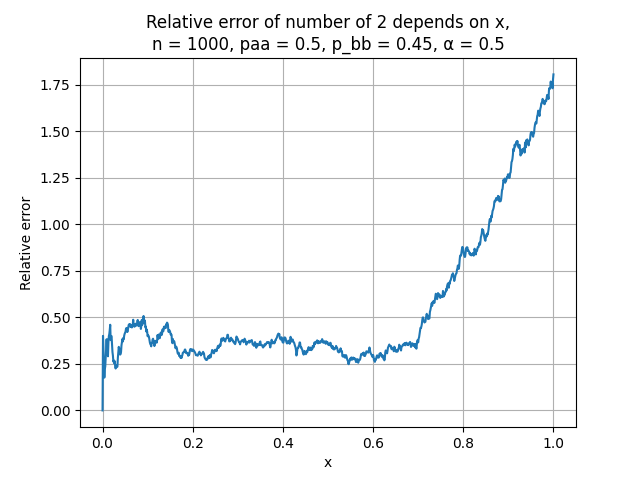 Relative error of number of 2 depends on x,
n = 1000, paa = 0.5, p_bb = 0.45, α = 0.5
Relative error
1.75
1.50
1.25
1.00
0.75
0.50
0.25
0.00
0.0 0.2 0.4 0.6 0.8 1.0
x